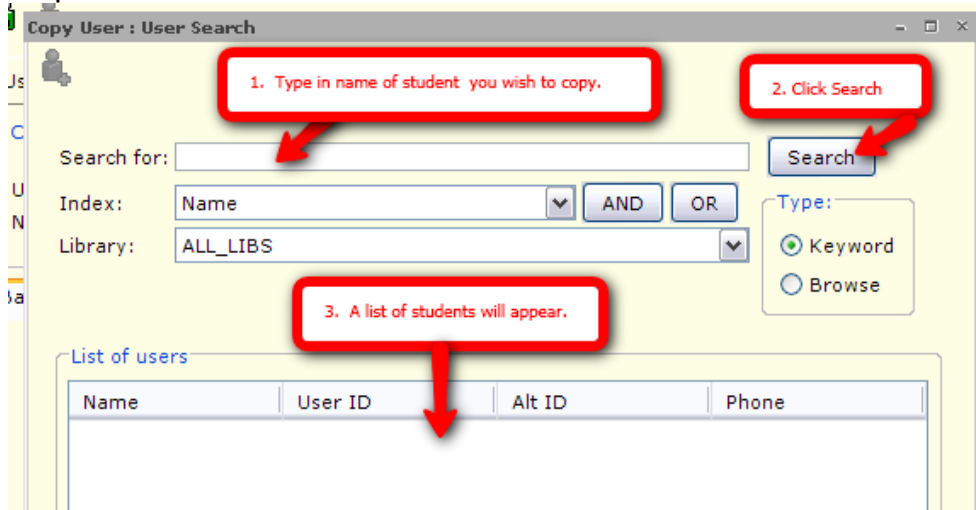 Copy User : User Search
1. Type in name of student you wish to copy.
2. Click Search
Search for:
Search
Index:
Name
AND
OR
Type:
Library:
ALL_LIBS
Keyword
Browse
3. A list of students will appear.
List of users
Name
User ID
Alt ID
Phone